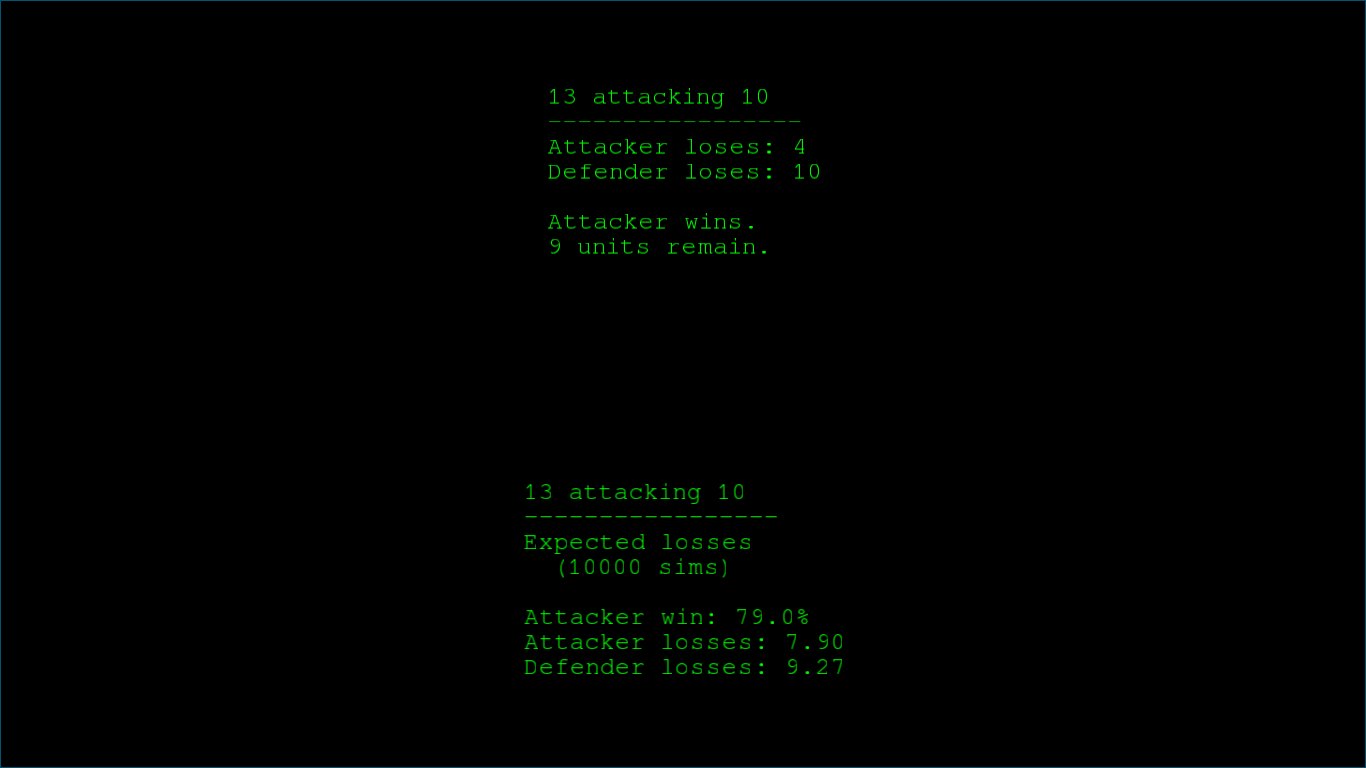 13 attacking 10
-----------------
Attacker loses: 4
Defender loses: 10
Attacker wins.
9 units remain.
13 attacking 10
-----------------
Expected losses
(10000 sims)
Attacker win: 79.0%
Attacker losses: 7.90
Defender losses: 9.27